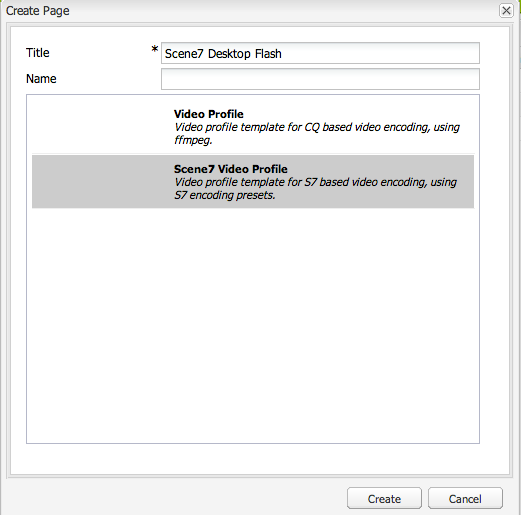 Create Page
Title * Scene7 Desktop Flash
Name
Video Profile
Video profile template for CQ based video encoding, using
ffmpeg.
Scene7 Video Profile
Video profile template for S7 based video encoding, using
S7 encoding presets.
Create Cancel